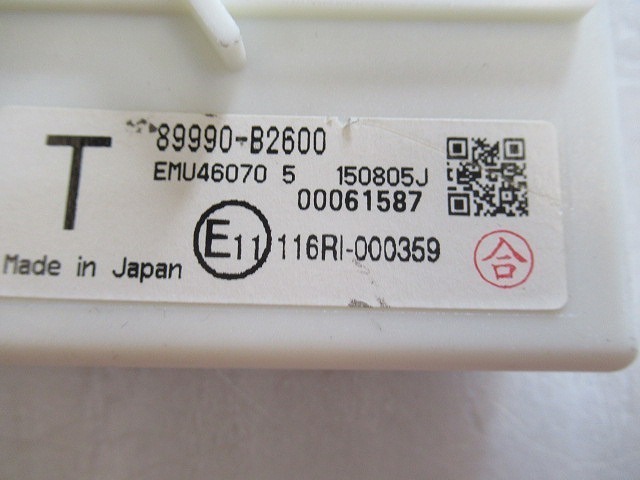 T
89990-B2600
EMU46070 5 150805J
00061587
E11 116RI-000359
合
Made in Japan